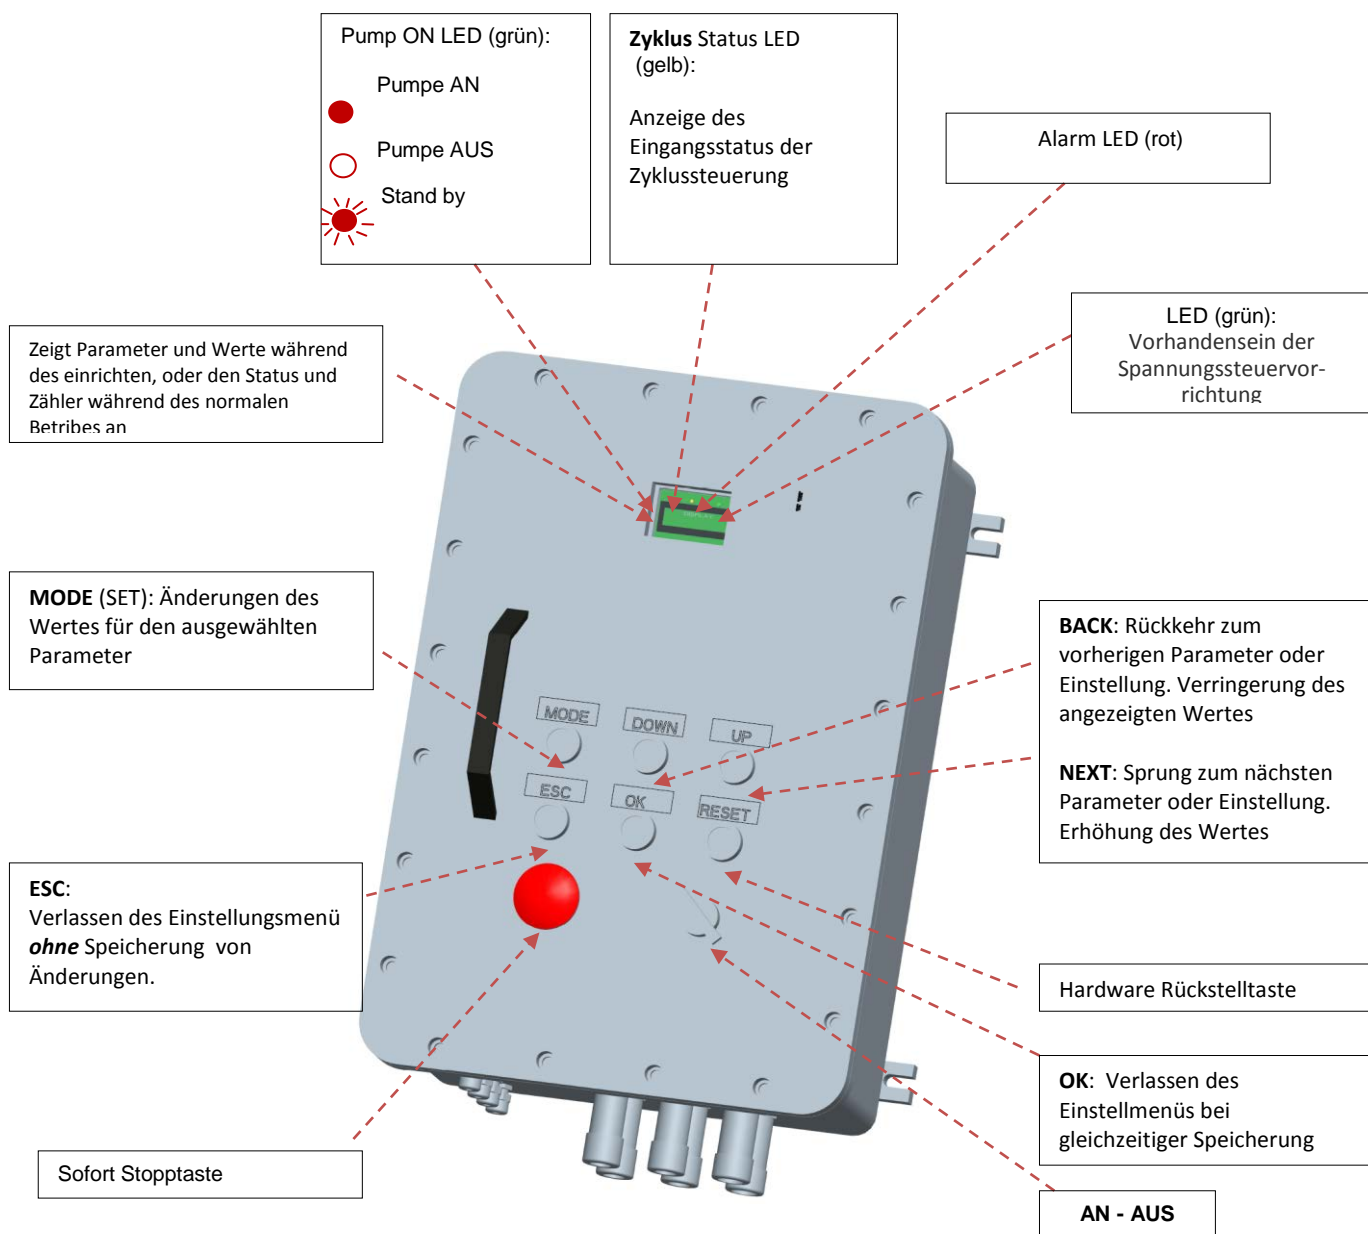 Pump ON LED (grün):
Pumpe AN
Pumpe AUS
Stand by
Zyklus Status LED
(gelb):
Anzeige des
Eingangsstatus der
Zyklussteuerung
Alarm LED (rot)
LED (grün):
Vorhandensein der
Spannungssteuervor-
richtung
Zeigt Parameter und Werte während
des einrichten, oder den Status und
Zähler während des normalen
Betribes an
MODE (SET): Änderungen des
Wertes für den ausgewählten
Parameter
BACK: Rückkehr zum
vorherigen Parameter oder
Einstellung. Verringerung des
angezeigten Wertes
NEXT: Sprung zum nächsten
Parameter oder Einstellung.
Erhöhung des Wertes
MODE
DOWN
UP
ESC
OK
RESET
ESC:
Verlassen des Einstellungsmenü
ohne Speicherung von
Änderungen.
Hardware Rückstelltaste
OK: Verlassen des
Einstellmenüs bei
gleichzeitiger Speicherung
Sofort Stopptaste
AN - AUS